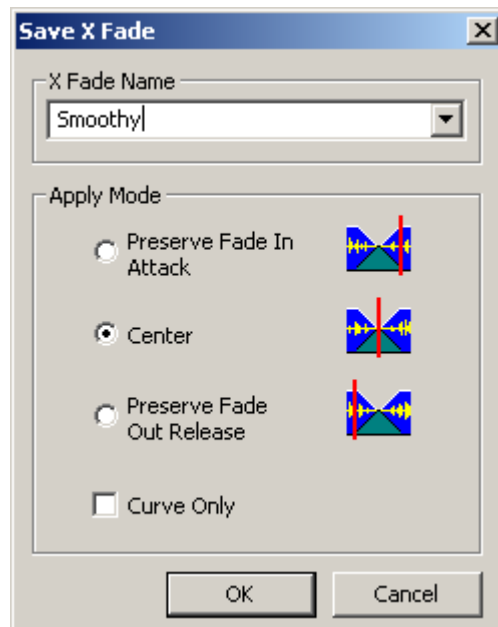 Save X Fade
X Fade Name
Smoothy
Apply Mode
Preserve Fade In
Attack
Center
Preserve Fade
Out Release
Curve Only
OK
Cancel